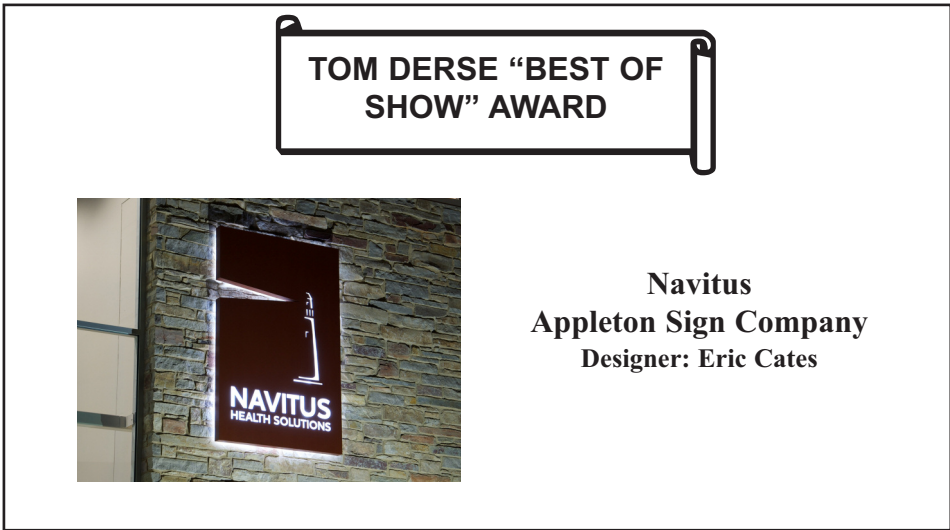 TOM DERSE “BEST OF
SHOW” AWARD
NAVITUS
HEALTH SOLUTIONS
Navitus
Appleton Sign Company
Designer: Eric Cates